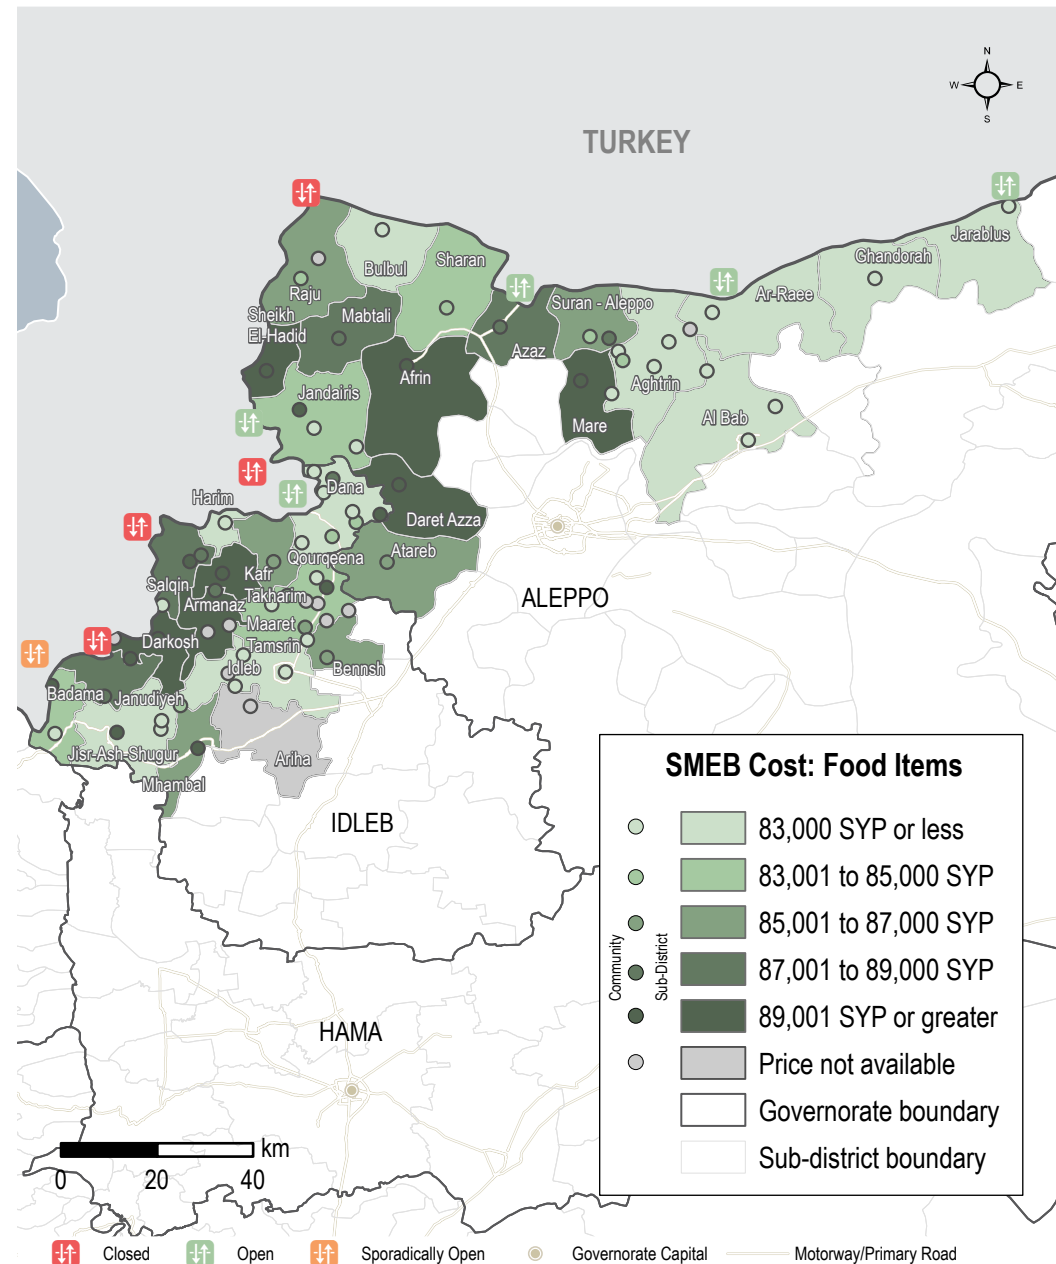 N
W E
S
TURKEY
Jarablus
Ghandorah
Ar-Raee
Bulbul
Sharan
Raju
Suran - Aleppo
Sheikh
El-Hadid
Mabtali
Azaz
Afrin
Aghtrin
Jandairis
Mare
Al Bab
Dana
Harim
Daret Azza
Qourqeena
Atareb
Salqin
Kafr
Takharim
Armanaz
ALEPPO
Maaret
Tamsrin
Darkosh
Idleb
Bennsh
Badama
Janudiyeh
Jisr-Ash-Shugur
Ariha
Mhambal
IDLEB
HAMA
SMEB Cost: Food Items
83,000 SYP or less
83,001 to 85,000 SYP
85,001 to 87,000 SYP
87,001 to 89,000 SYP
89,001 SYP or greater
Price not available
Governorate boundary
Sub-district boundary
Community
Sub-District
km
0 20 40
Closed Open Sporadically Open Governorate Capital Motorway/Primary Road